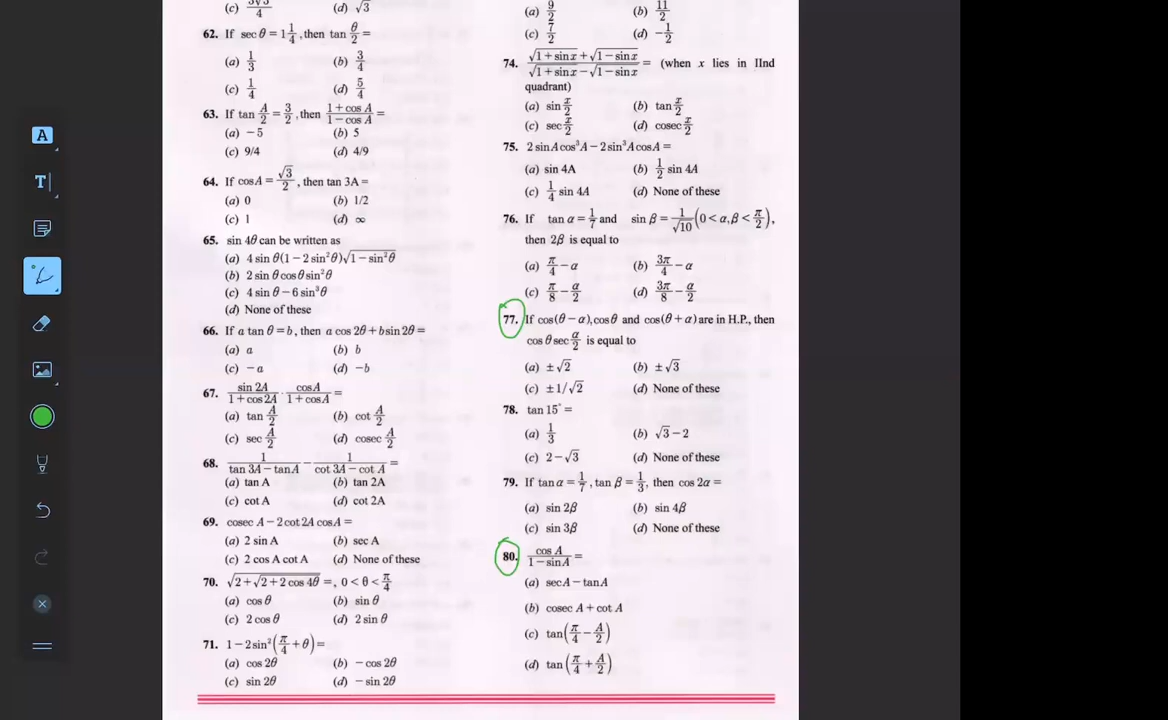 (c) 3√3/4 (d) √3
62. If sec θ = 1 1/4, then tan θ/2 =
(a) 1/3 (b) 3/4
(c) 1/4 (d) 5/4
63. If tan A/2 = 3/2, then (1+cos A)/(1−cos A) =
(a) −5 (b) 5
(c) 9/4 (d) 4/9
64. If cos A = √3/2, then tan 3A =
(a) 0 (b) 1/2
(c) 1 (d) ∞
65. sin 4θ can be written as
(a) 4 sin θ(1−2 sin²θ)√(1−sin²θ)
(b) 2 sin θ cos θ sin²θ
(c) 4 sin θ − 6 sin³θ
(d) None of these
66. If a tan θ = b, then a cos 2θ + b sin 2θ =
(a) a (b) b
(c) −a (d) −b
67. sin 2A/(1+cos 2A) . cos A/(1+cos A) =
(a) tan A/2 (b) cot A/2
(c) sec A/2 (d) cosec A/2
68. 1/(tan 3A − tan A) − 1/(cot 3A − cot A) =
(a) tan A (b) tan 2A
(c) cot A (d) cot 2A
69. cosec A − 2 cot 2A cos A =
(a) 2 sin A (b) sec A
(c) 2 cos A cot A (d) None of these
70. √(2+√(2+2 cos 4θ)) =, 0 < θ < π/4
(a) cos θ (b) sin θ
(c) 2 cos θ (d) 2 sin θ
71. 1 − 2 sin²(π/4 + θ) =
(a) cos 2θ (b) −cos 2θ
(c) sin 2θ (d) −sin 2θ
(a) 9/2 (b) 11/2
(c) 7/2 (d) −1/2
74. (√(1+sin x) + √(1−sin x))/(√(1+sin x) − √(1−sin x)) = (when x lies in IInd
quadrant)
(a) sin x/2 (b) tan x/2
(c) sec x/2 (d) cosec x/2
75. 2 sin A cos³A − 2 sin³A cos A =
(a) sin 4A (b) 1/2 sin 4A
(c) 1/4 sin 4A (d) None of these
76. If tan α = 1/7 and sin β = 1/√10 (0 < α, β < π/2),
then 2β is equal to
(a) π/4 − α (b) 3π/4 − α
(c) π/8 − α/2 (d) 3π/8 − α/2
77. If cos(θ − α), cos θ and cos(θ + α) are in H.P., then
cos θ sec α/2 is equal to
(a) ±√2 (b) ±√3
(c) ±1/√2 (d) None of these
78. tan 15° =
(a) 1/3 (b) √3 − 2
(c) 2 − √3 (d) None of these
79. If tan α = 1/7, tan β = 1/3, then cos 2α =
(a) sin 2β (b) sin 4β
(c) sin 3β (d) None of these
80. cos A/(1−sin A) =
(a) sec A − tan A
(b) cosec A + cot A
(c) tan(π/4 − A/2)
(d) tan(π/4 + A/2)